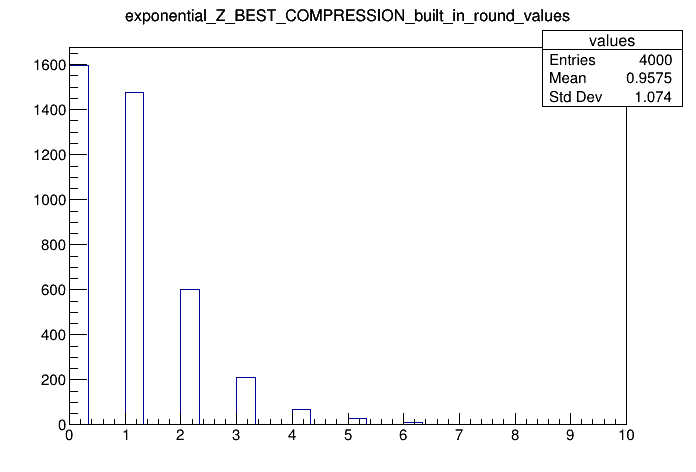 exponential_Z_BEST_COMPRESSION_built_in_round_values
values
Entries 4000
Mean 0.9575
Std Dev 1.074
1600
1400
1200
1000
800
600
400
200
0
0 1 2 3 4 5 6 7 8 9 10